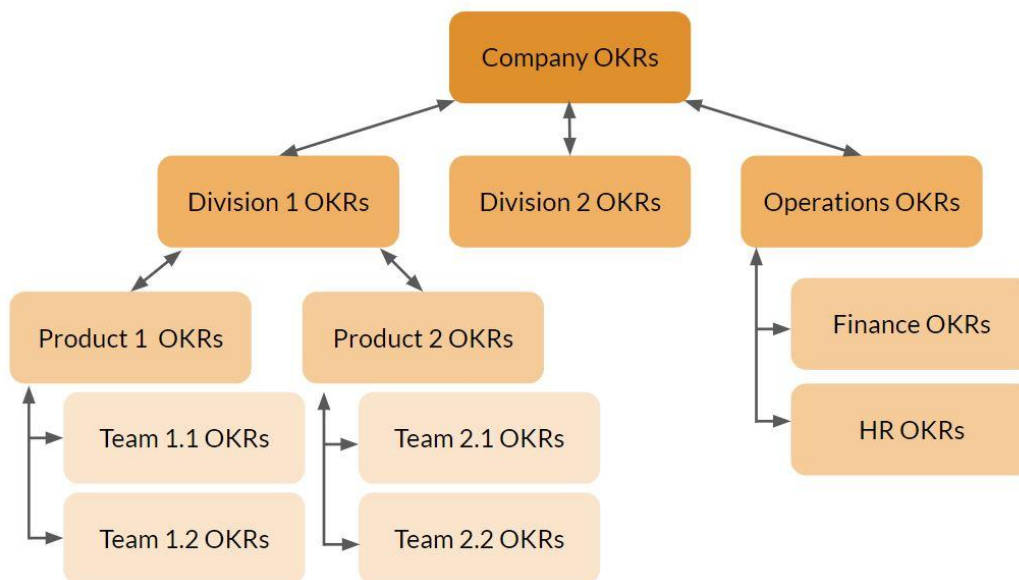 Company OKRs
Division 1 OKRs
Division 2 OKRs
Operations OKRs
Product 1 OKRs
Product 2 OKRs
Finance OKRs
HR OKRs
Team 1.1 OKRs
Team 2.1 OKRs
Team 1.2 OKRs
Team 2.2 OKRs